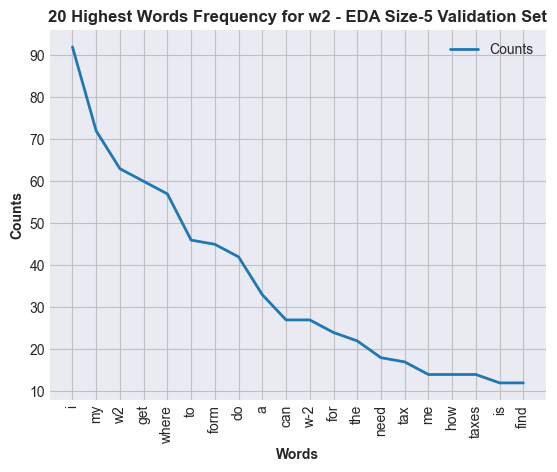 20 Highest Words Frequency for w2 - EDA Size-5 Validation Set
Counts
90
80
70
60
50
40
30
20
10
Counts
i
my
w2
get
where
to
form
do
a
can
w-2
for
the
need
tax
me
how
taxes
is
find
Words